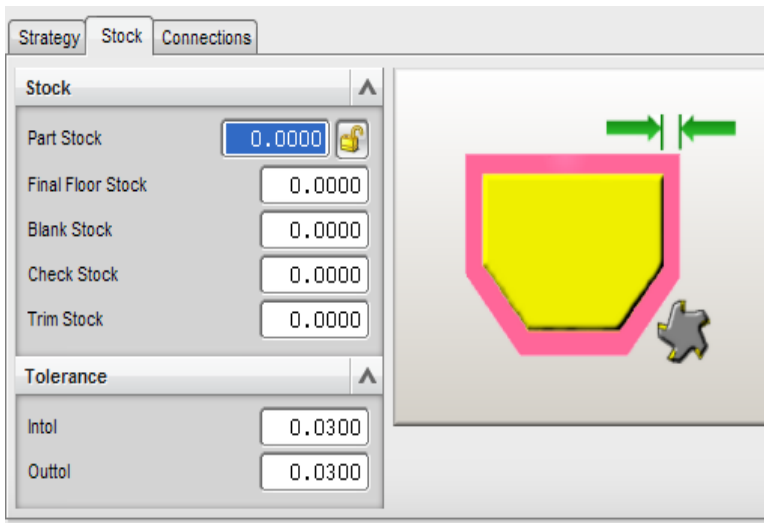 Strategy Stock Connections
Stock
Part Stock 0.0000
Final Floor Stock 0.0000
Blank Stock 0.0000
Check Stock 0.0000
Trim Stock 0.0000
Tolerance
Intol 0.0300
Outtol 0.0300